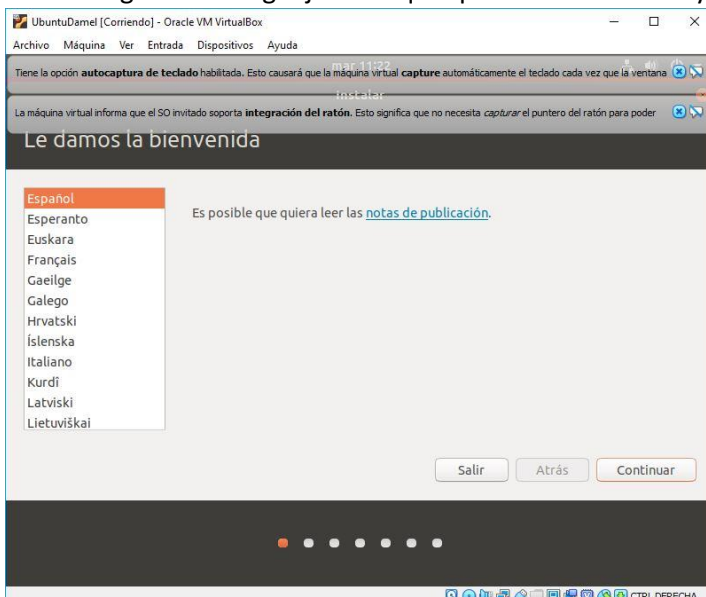 UbuntuDamel [Corriendo] - Oracle VM VirtualBox
Archivo Máquina Ver Entrada Dispositivos Ayuda
mar 11:22
Tiene la opción autocaptura de teclado habilitada. Esto causará que la máquina virtual capture automáticamente el teclado cada vez que la ventana
Instalar
La máquina virtual informa que el SO invitado soporta integración del ratón. Esto significa que no necesita capturar el puntero del ratón para poder
Le damos la bienvenida
Español
Esperanto
Euskara
Français
Gaeilge
Galego
Hrvatski
Íslenska
Italiano
Kurdî
Latviski
Lietuviškai
Es posible que quiera leer las notas de publicación.
Salir Atrás Continuar
CTRL DERECHA